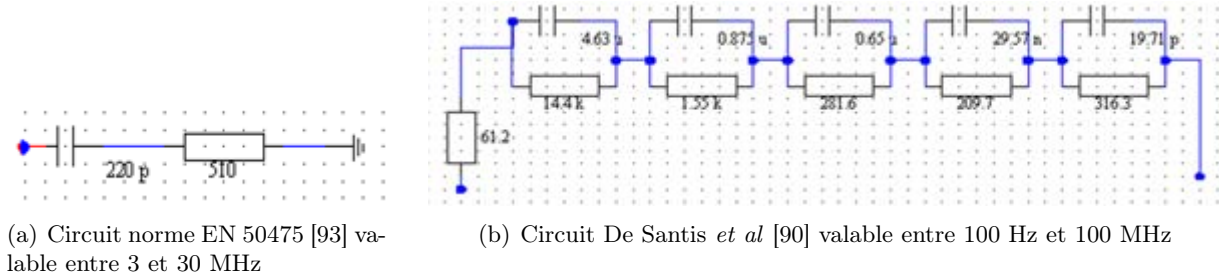 4.63 u
0.875 u
0.65 u
29.57 n
19.71 p
14.4 k
1.55 k
281.6
209.7
316.3
61.2
220 p
510
(a) Circuit norme EN 50475 [93] va-
lable entre 3 et 30 MHz
(b) Circuit De Santis et al [90] valable entre 100 Hz et 100 MHz